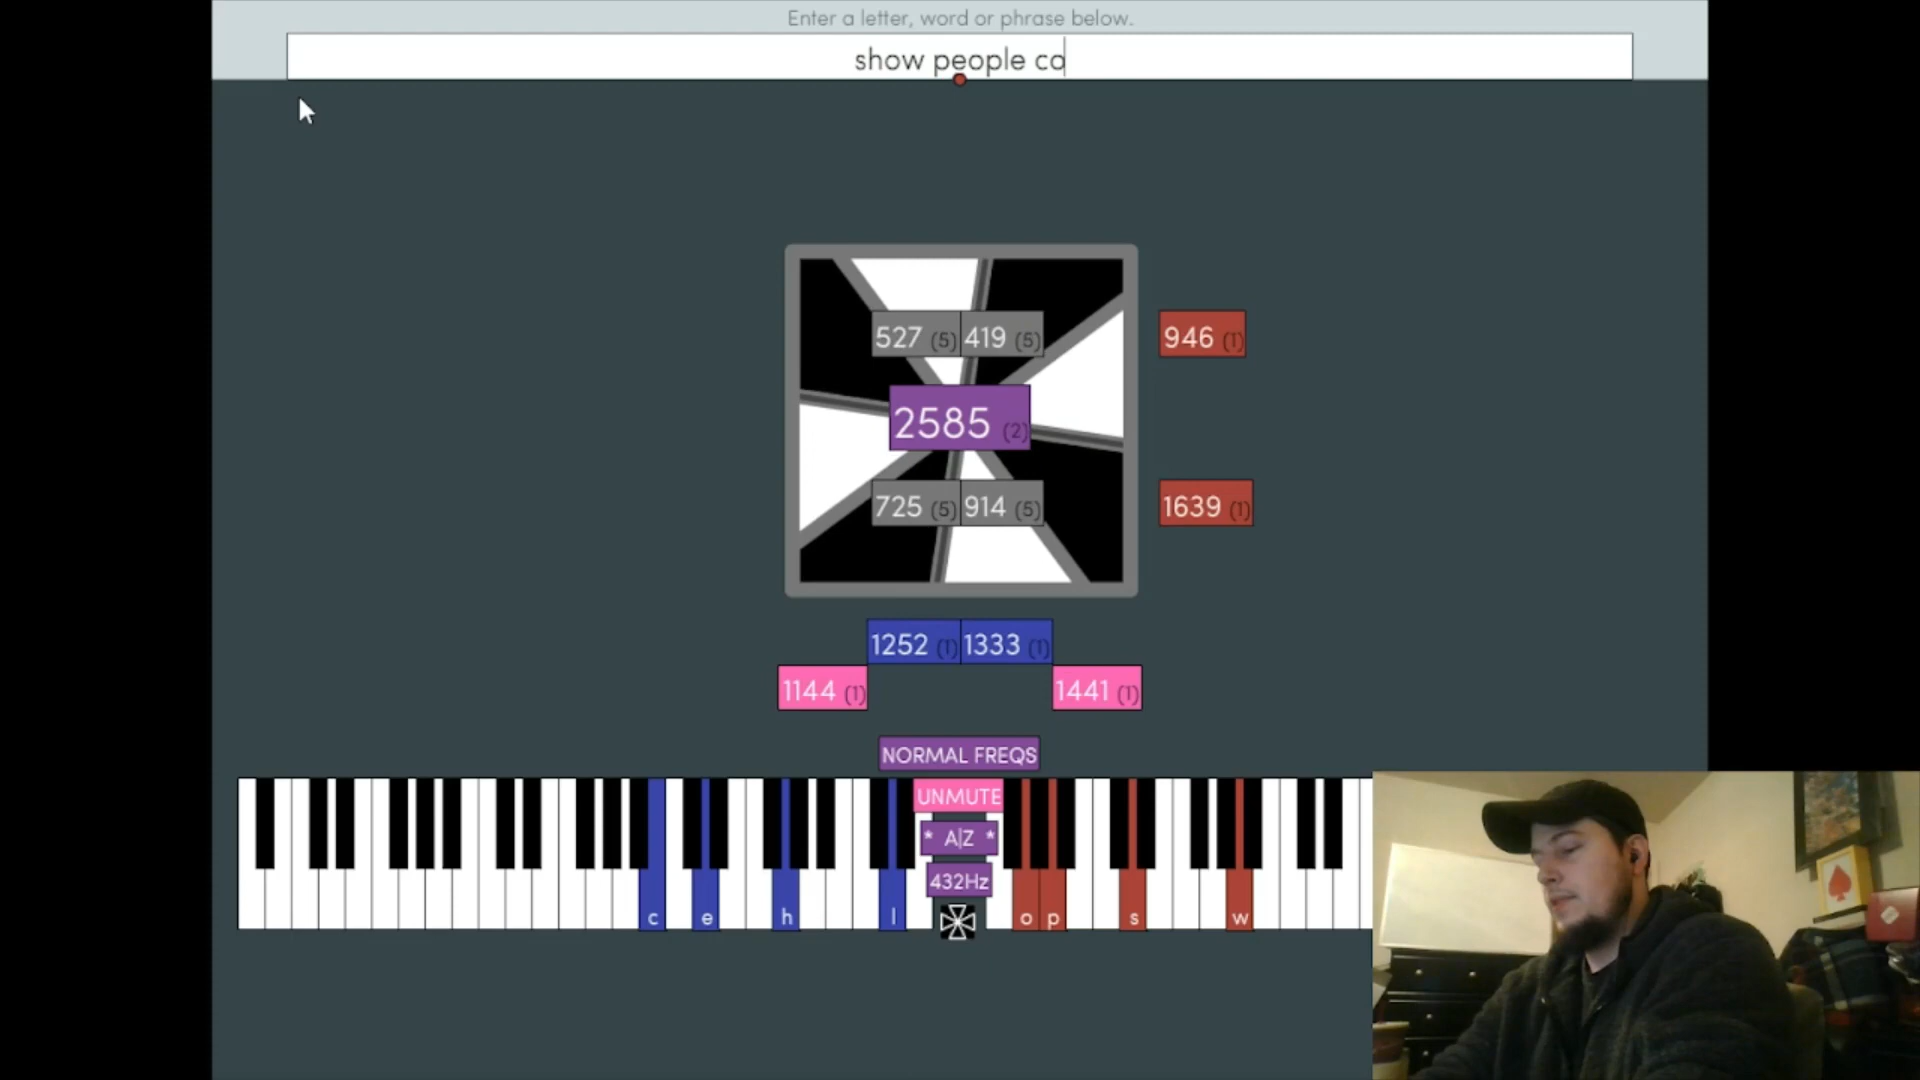 Enter a letter, word or phrase below.
show people ca
527 (5) 419 (5) 946 (1)
2585 (2)
725 (5) 914 (5) 1639 (1)
1252 (1) 1333 (1)
1144 (1) 1441 (1)
NORMAL FREQS
UNMUTE
* A|Z *
432Hz
c e h l o p s w